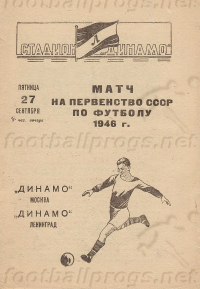 СТАДИОН ДИНАМО
Л
ПЯТНИЦА
27
СЕНТЯБРЯ
МАТЧ
НА ПЕРВЕНСТВО СССР
ПО ФУТБОЛУ
1946 г.
„ДИНАМО"
МОСКВА
„ДИНАМО"
ЛЕНИНГРАД
footballprogs.net